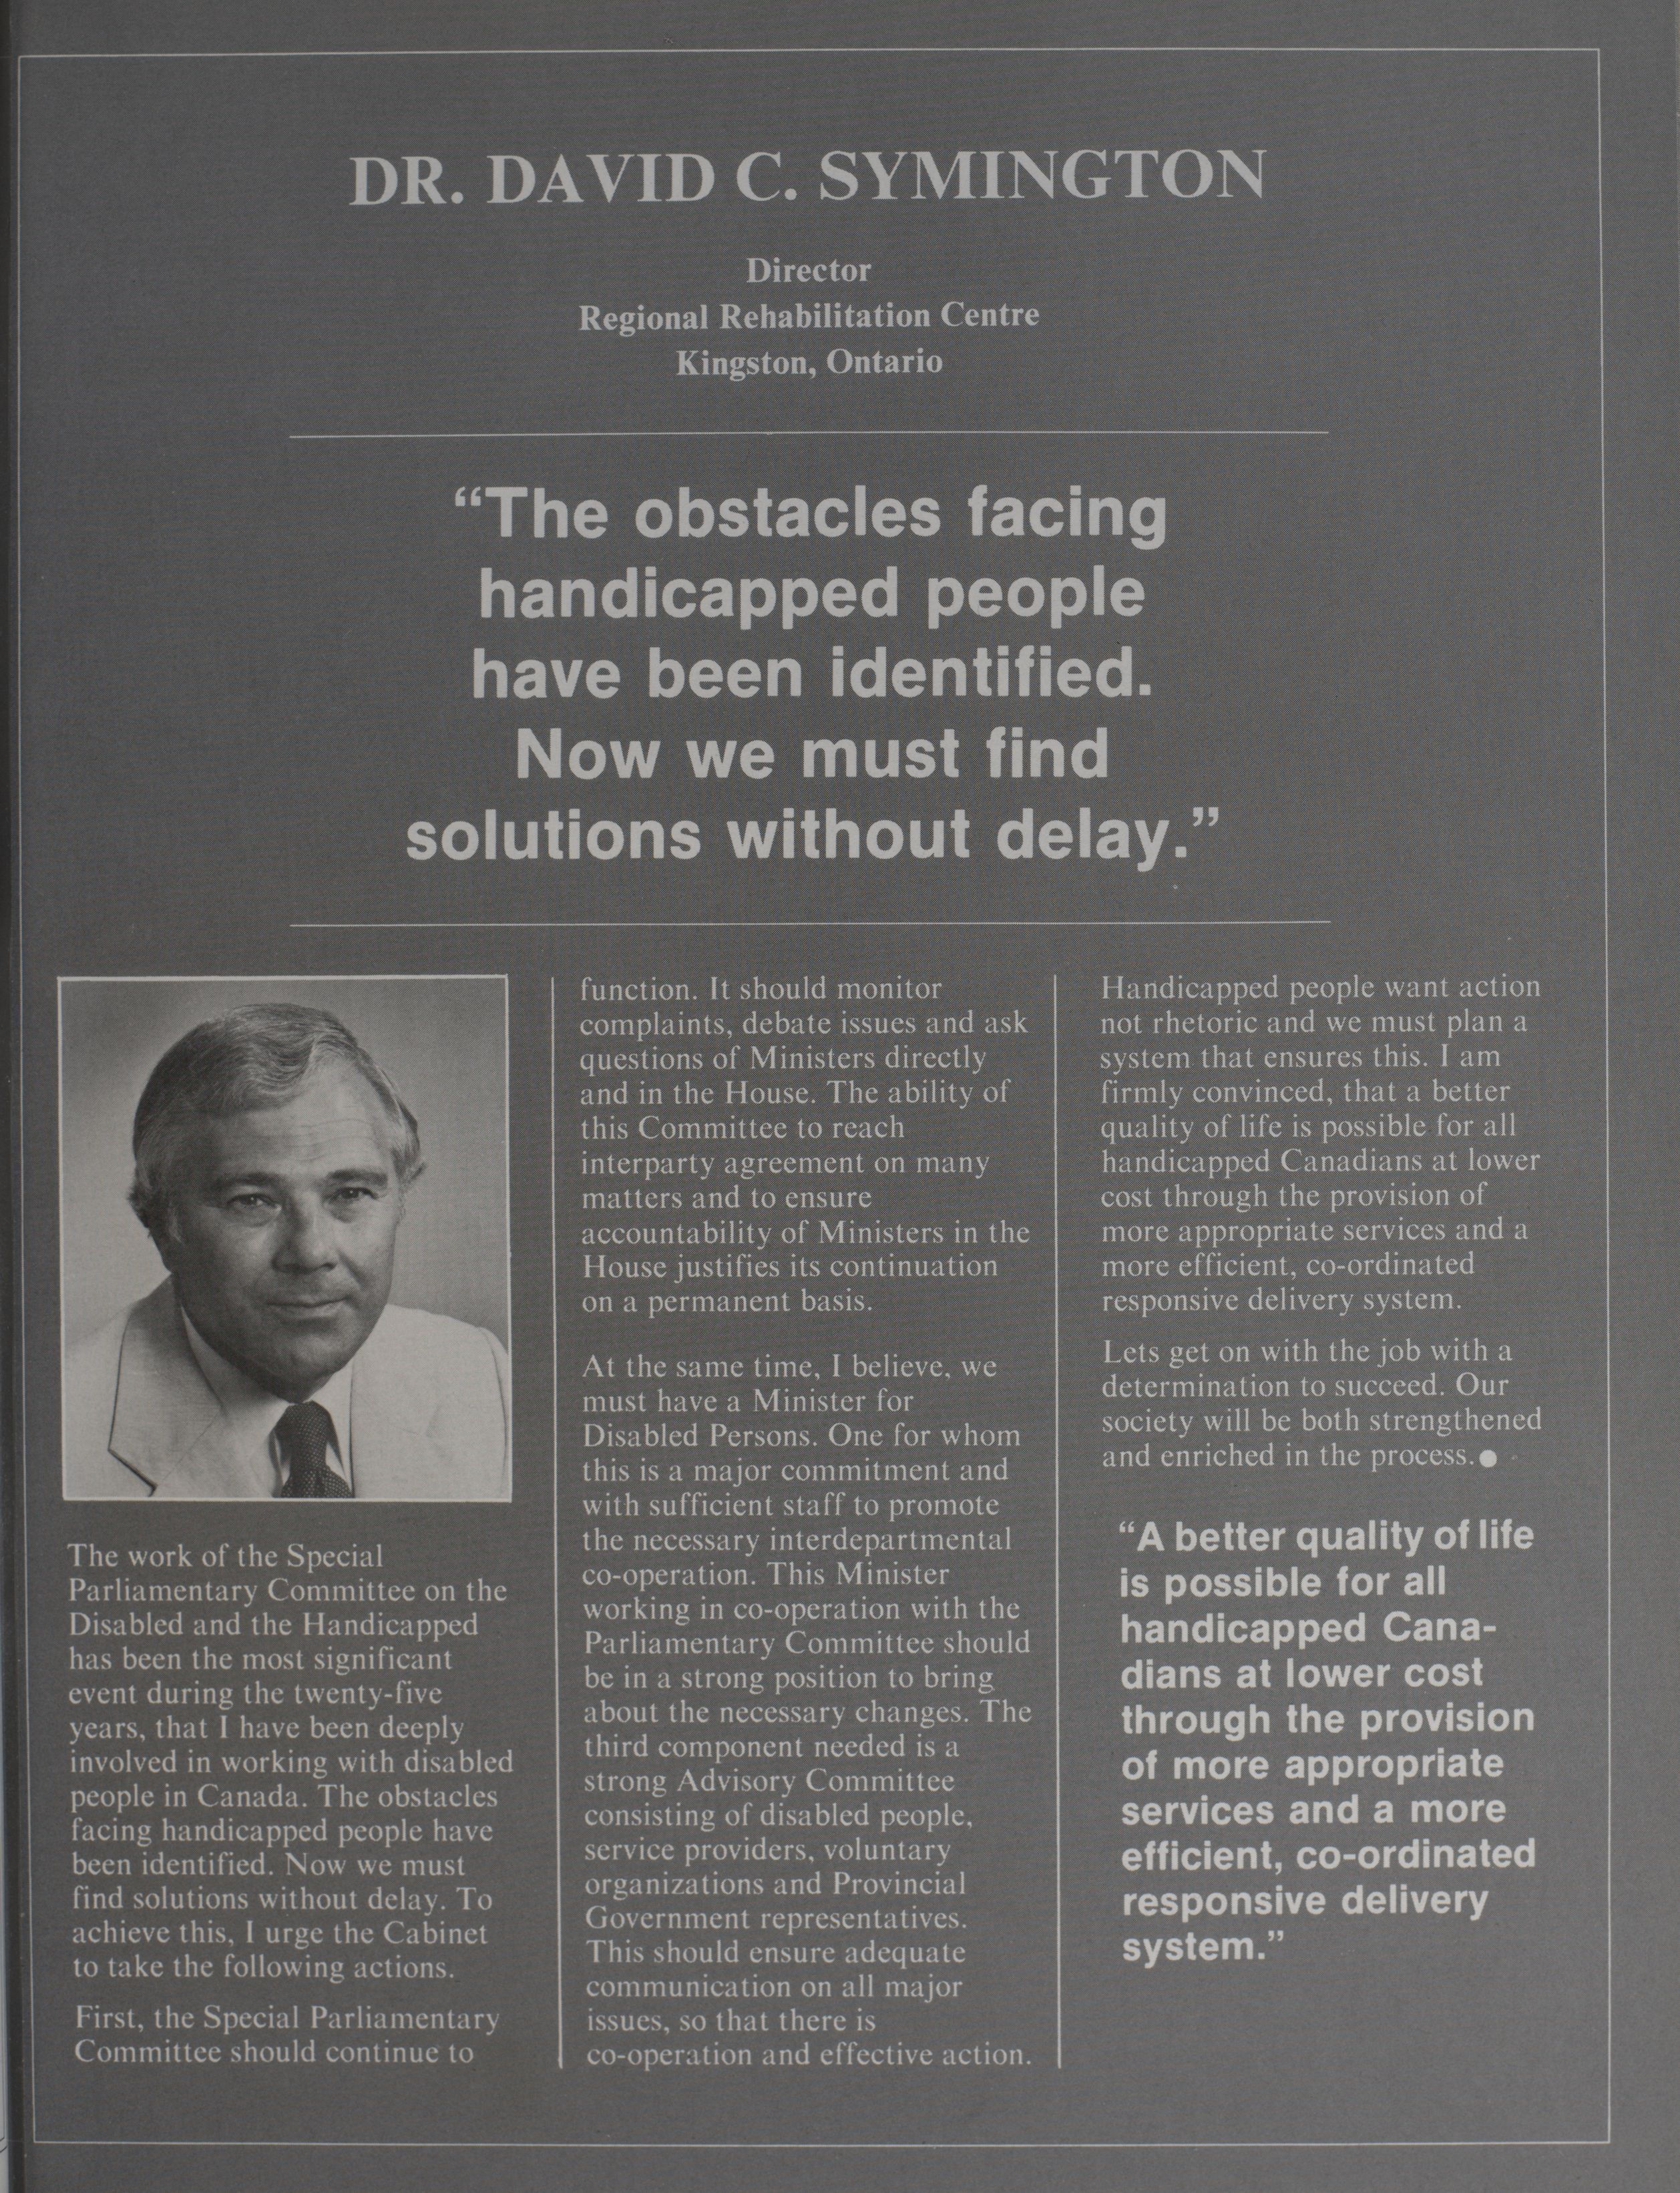 DR. DAVID C. SYMINGTON
Director
Regional Rehabilitation Centre
Kingston, Ontario
“The obstacles facing
handicapped people
have been identified.
Now we must find
solutions without delay.”
The work of the Special
Parliamentary Committee on the
Disabled and the Handicapped
has been the most significant
event during the twenty-five
years, that I have been deeply
involved in working with disabled
people in Canada. The obstacles
facing handicapped people have
been identified. Now we must
find solutions without delay. To
achieve this, I urge the Cabinet
to take the following actions.
First, the Special Parliamentary
Committee should continue to
function. It should monitor
complaints, debate issues and ask
questions of Ministers directly
and in the House. The ability of
this Committee to reach
interparty agreement on many
matters and to ensure
accountability of Ministers in the
House justifies its continuation
on a permanent basis.
At the same time, I believe, we
must have a Minister for
Disabled Persons. One for whom
this is a major commitment and
with sufficient staff to promote
the necessary interdepartmental
co-operation. This Minister
working in co-operation with the
Parliamentary Committee should
be in a strong position to bring
about the necessary changes. The
third component needed is a
strong Advisory Committee
consisting of disabled people,
service providers, voluntary
organizations and Provincial
Government representatives.
This should ensure adequate
communication on all major
issues, so that there is
co-operation and effective action.
Handicapped people want action
not rhetoric and we must plan a
system that ensures this. I am
firmly convinced, that a better
quality of life is possible for all
handicapped Canadians at lower
cost through the provision of
more appropriate services and a
more efficient, co-ordinated
responsive delivery system.
Lets get on with the job with a
determination to succeed. Our
society will be both strengthened
and enriched in the process.●
“A better quality of life
is possible for all
handicapped Cana-
dians at lower cost
through the provision
of more appropriate
services and a more
efficient, co-ordinated
responsive delivery
system.”